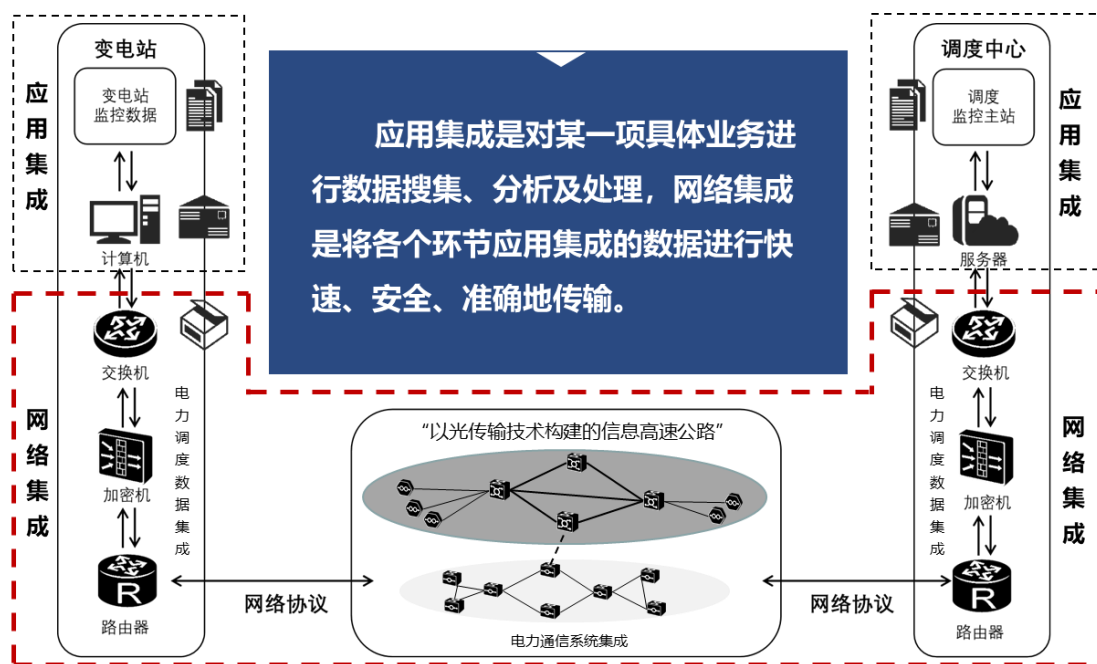 变电站
变电站
监控数据
应用集成
计算机
交换机
加密机
路由器
电力调度数据集成
网络集成
应用集成是对某一项具体业务进
行数据搜集、分析及处理，网络集成
是将各个环节应用集成的数据进行快
速、安全、准确地传输。
“以光传输技术构建的信息高速公路”
电力通信系统集成
网络协议
网络协议
调度中心
调度
监控主站
应用集成
服务器
交换机
加密机
路由器
电力调度数据集成
网络集成
R
R